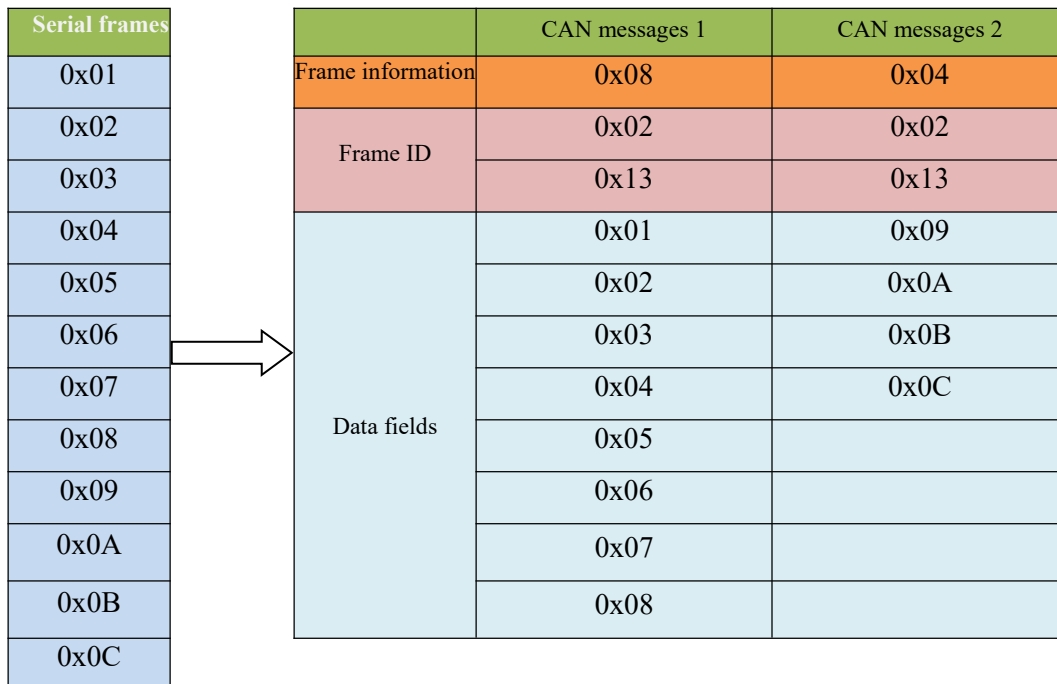 Serial frames
0x01
0x02
0x03
0x04
0x05
0x06
0x07
0x08
0x09
0x0A
0x0B
0x0C
CAN messages 1 CAN messages 2
Frame information 0x08 0x04
Frame ID
0x02 0x02
0x13 0x13
Data fields
0x01 0x09
0x02 0x0A
0x03 0x0B
0x04 0x0C
0x05
0x06
0x07
0x08